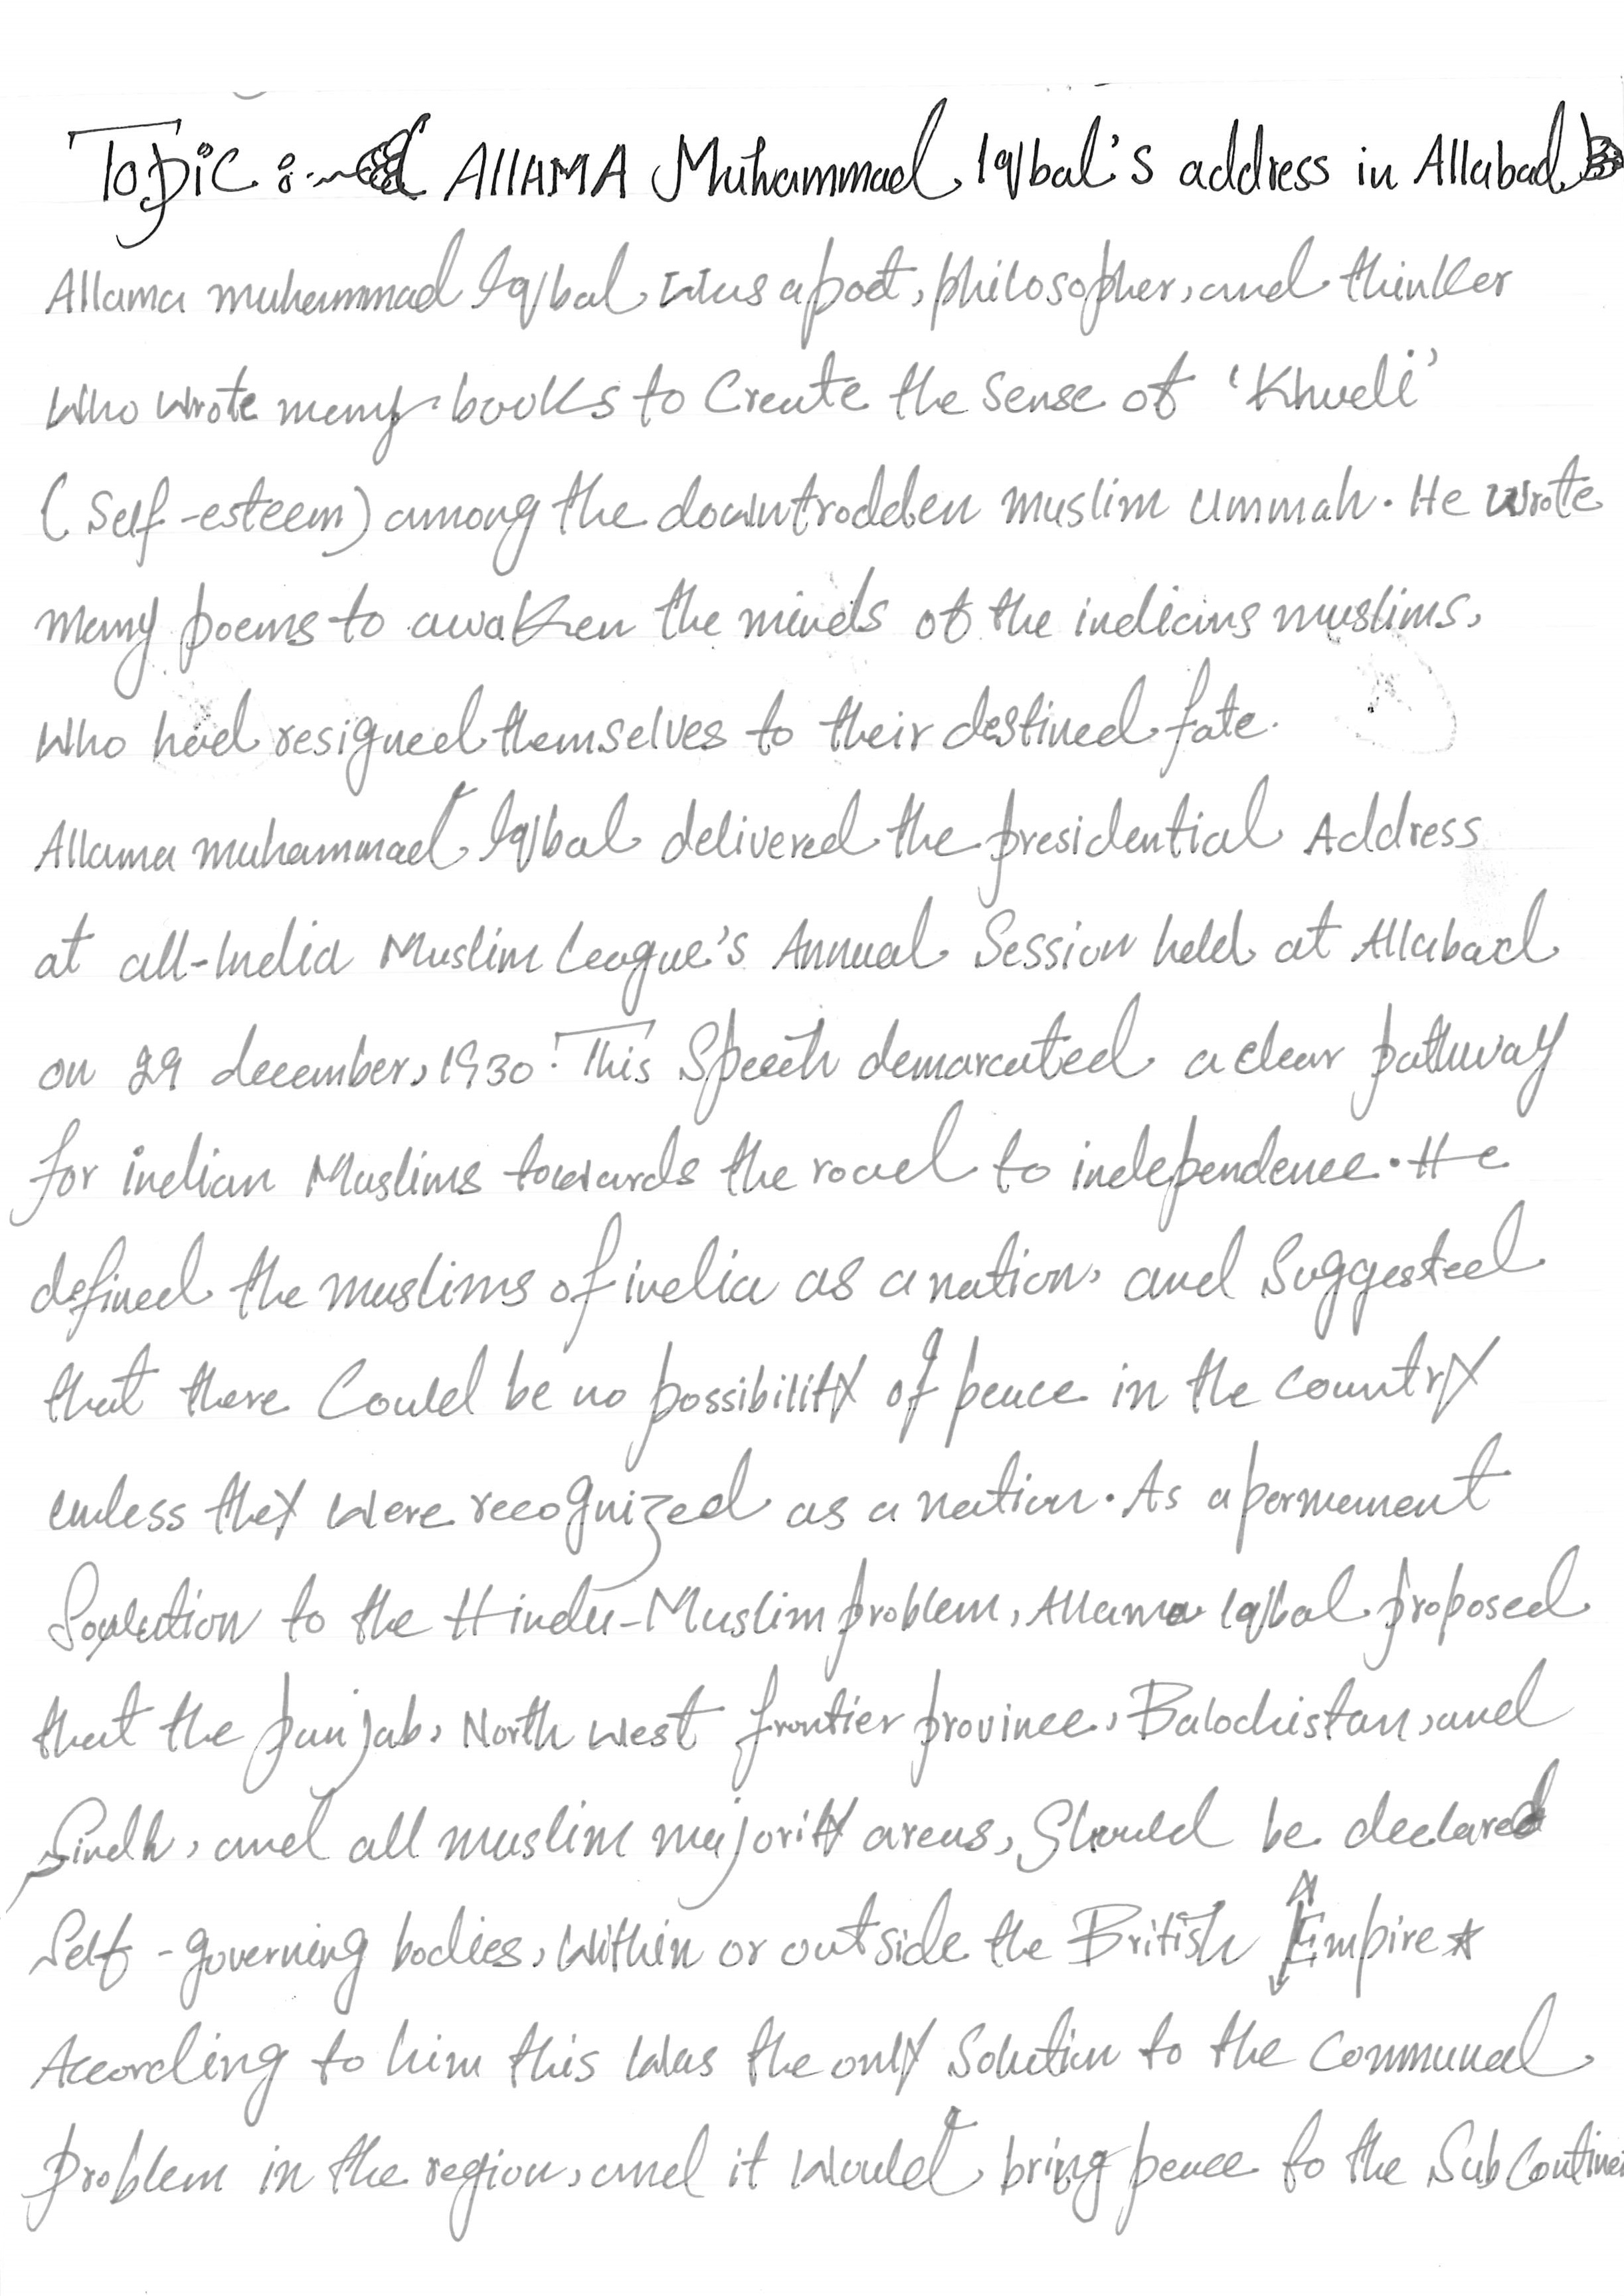 Topic :- ALLAMA Muhammad Iqbal's address in Allabad
Allama muhammad Iqbal was a poet, philosopher, and thinker
who wrote many books to Create the Sense of 'Khudi'
(Self-esteem) among the downtrodden muslim ummah. He wrote
many poems to awaken the minds of the indians muslims,
who had resigned themselves to their destined fate.
Allama muhammad Iqbal delivered the presidential Address
at all-India Muslim League's Annual Session held at Allabad
on 29 december, 1930. This Speech demarcated a clear pathway
for indian Muslims towards the road to independence. He
defined the muslims of india as a nation, and Suggested
that there Could be no possibility of peace in the country
unless they were recognized as a nation. As a permanent
Solution to the Hindu-Muslim problem, Allama Iqbal proposed
that the punjab, North west frontier province, Balochistan, and
Sindh, and all muslim majority areas, Should be declared
Self-governing bodies, within or outside the British Empire
According to him this was the only Solution to the Communal
problem in the region, and it would bring peace to the